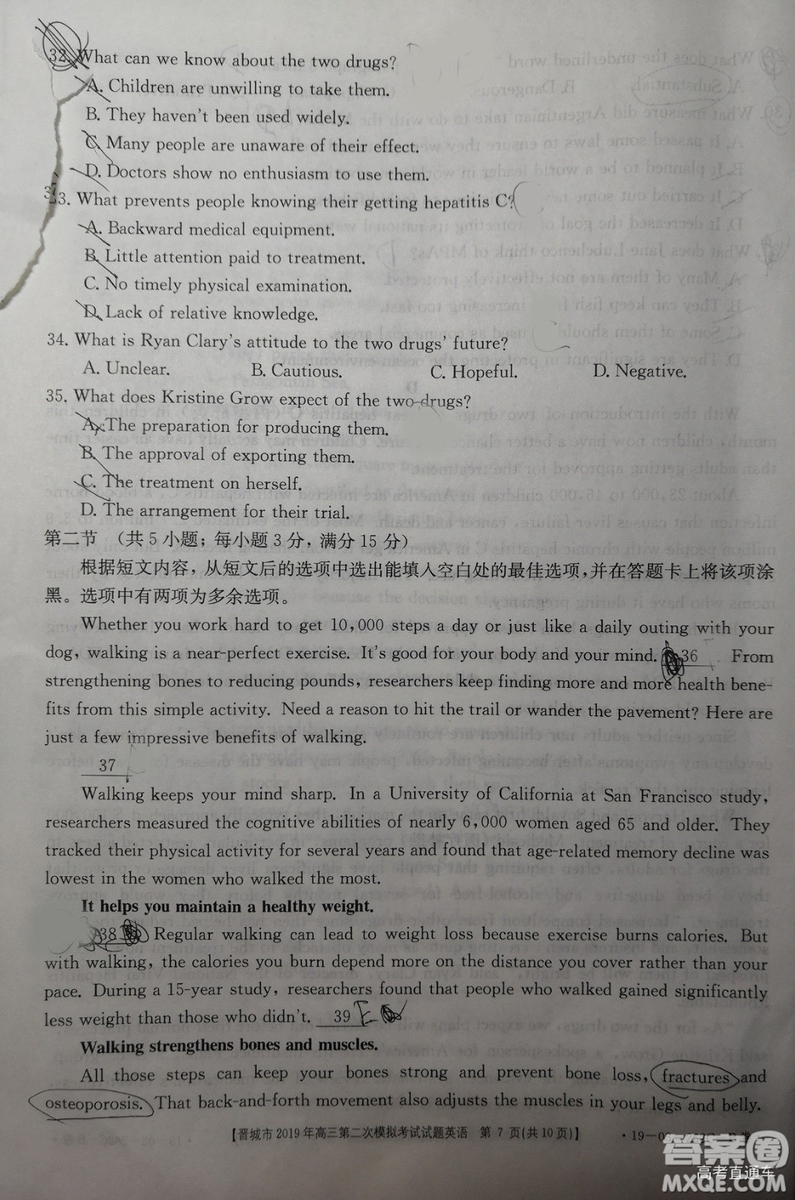 32. What can we know about the two drugs?
A. Children are unwilling to take them.
B. They haven't been used widely.
C. Many people are unaware of their effect.
D. Doctors show no enthusiasm to use them.
33. What prevents people knowing their getting hepatitis C?
A. Backward medical equipment.
B. Little attention paid to treatment.
C. No timely physical examination.
D. Lack of relative knowledge.
34. What is Ryan Clary's attitude to the two drugs' future?
A. Unclear. B. Cautious. C. Hopeful. D. Negative.
35. What does Kristine Grow expect of the two drugs?
A. The preparation for producing them.
B. The approval of exporting them.
C. The treatment on herself.
D. The arrangement for their trial.
第二节 (共5小题;每小题3分,满分15分)
根据短文内容,从短文后的选项中选出能填入空白处的最佳选项,并在答题卡上将该项涂
黑。选项中有两项为多余选项。
Whether you work hard to get 10,000 steps a day or just like a daily outing with your
dog, walking is a near-perfect exercise. It's good for your body and your mind. 36 From
strengthening bones to reducing pounds, researchers keep finding more and more health bene-
fits from this simple activity. Need a reason to hit the trail or wander the pavement? Here are
just a few impressive benefits of walking.
37
Walking keeps your mind sharp. In a University of California at San Francisco study,
researchers measured the cognitive abilities of nearly 6,000 women aged 65 and older. They
tracked their physical activity for several years and found that age-related memory decline was
lowest in the women who walked the most.
It helps you maintain a healthy weight.
38 Regular walking can lead to weight loss because exercise burns calories. But
with walking, the calories you burn depend more on the distance you cover rather than your
pace. During a 15-year study, researchers found that people who walked gained significantly
less weight than those who didn't. 39 E
Walking strengthens bones and muscles.
All those steps can keep your bones strong and prevent bone loss, fractures and
osteoporosis. That back-and-forth movement also adjusts the muscles in your legs and belly.
【晋城市2019年高三第二次模拟考试试题英语 第7页(共10页)】 ·19—0
答案圈
高考直通车
MXQE.COM